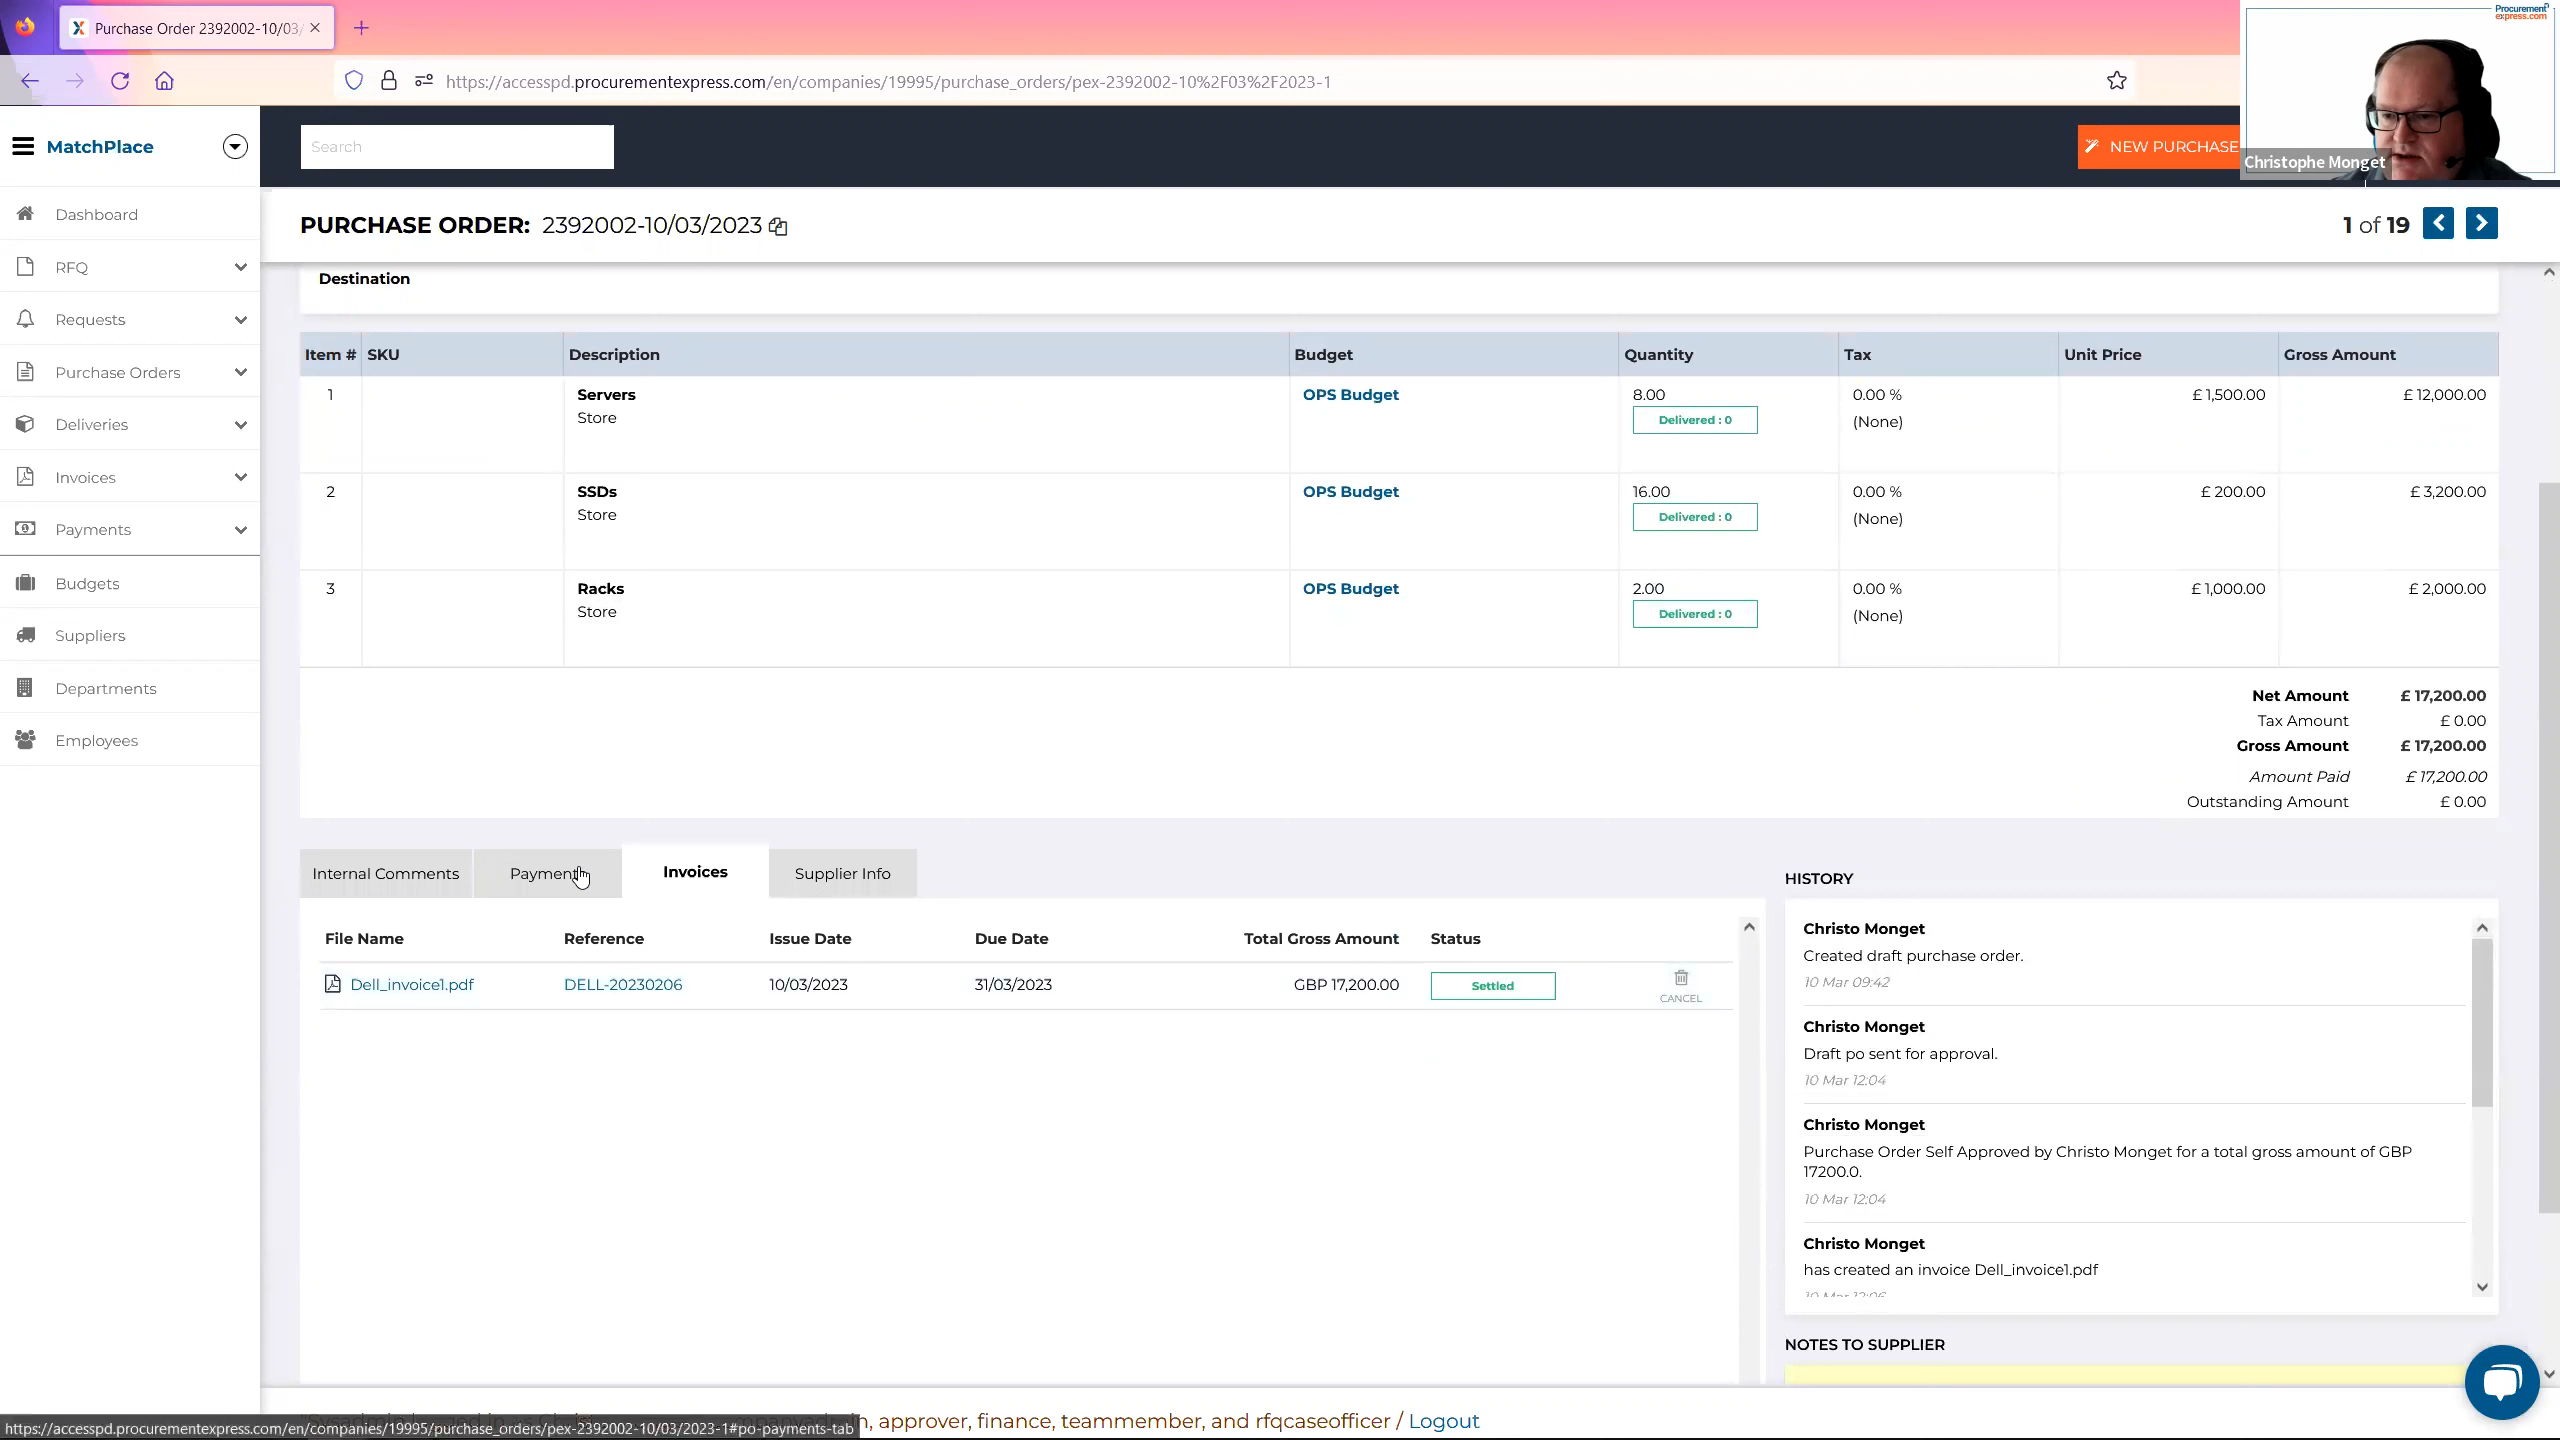 Purchase Order 2392002-10/03/
https://accesspd.procurementexpress.com/en/companies/19995/purchase_orders/pex-2392002-10%2F03%2F2023-1
Procurement
express.com
MatchPlace
Search
NEW PURCHASE
Christophe Monget
Dashboard
RFQ
Requests
Purchase Orders
Deliveries
Invoices
Payments
Budgets
Suppliers
Departments
Employees
PURCHASE ORDER: 2392002-10/03/2023
1 of 19
Destination
Item # SKU Description Budget Quantity Tax Unit Price Gross Amount
1 Servers OPS Budget 8.00 0.00 % £ 1,500.00 £ 12,000.00
Store Delivered : 0 (None)
2 SSDs OPS Budget 16.00 0.00 % £ 200.00 £ 3,200.00
Store Delivered : 0 (None)
3 Racks OPS Budget 2.00 0.00 % £ 1,000.00 £ 2,000.00
Store Delivered : 0 (None)
Net Amount £ 17,200.00
Tax Amount £ 0.00
Gross Amount £ 17,200.00
Amount Paid £ 17,200.00
Outstanding Amount £ 0.00
Internal Comments Payment Invoices Supplier Info
File Name Reference Issue Date Due Date Total Gross Amount Status
Dell_invoice1.pdf DELL-20230206 10/03/2023 31/03/2023 GBP 17,200.00 Settled
CANCEL
HISTORY
Christo Monget
Created draft purchase order.
10 Mar 09:42
Christo Monget
Draft po sent for approval.
10 Mar 12:04
Christo Monget
Purchase Order Self Approved by Christo Monget for a total gross amount of GBP
17200.0.
10 Mar 12:04
Christo Monget
has created an invoice Dell_invoice1.pdf
10 Mar 12:06
NOTES TO SUPPLIER
approver, finance, teammember, and rfqcaseofficer / Logout
https://accesspd.procurementexpress.com/en/companies/19995/purchase_orders/pex-2392002-10/03/2023-1#po-payments-tab